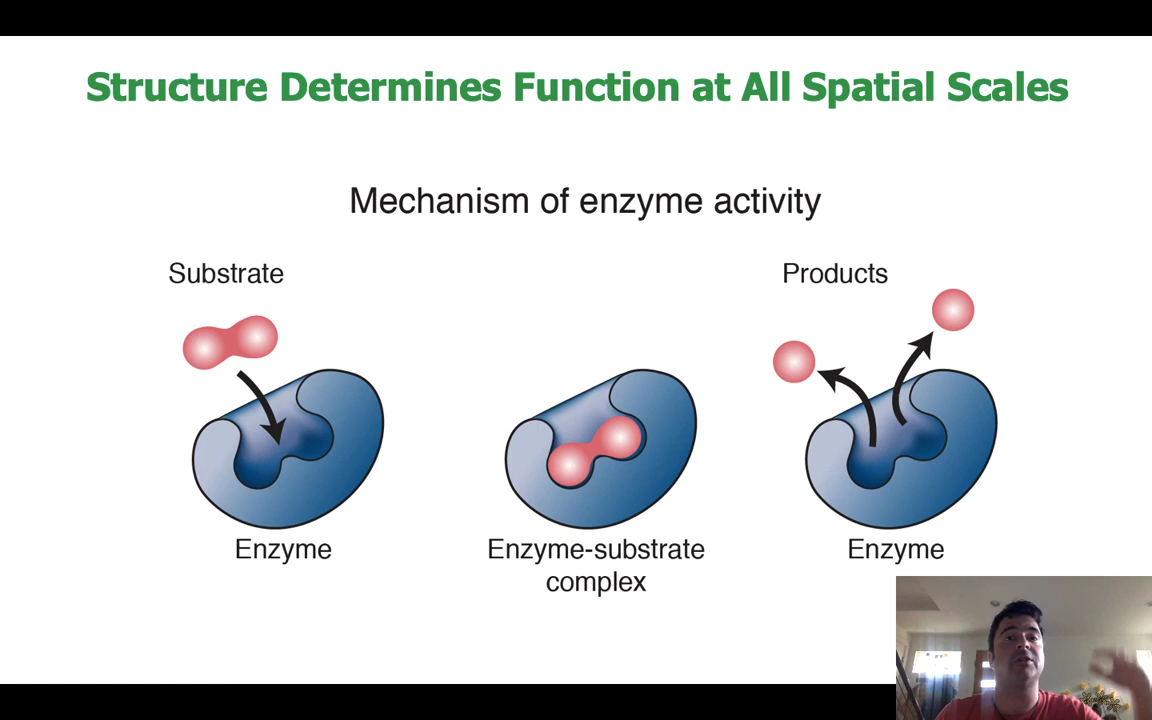 Structure Determines Function at All Spatial Scales
Mechanism of enzyme activity
Substrate
Products
Enzyme
Enzyme-substrate
complex
Enzyme